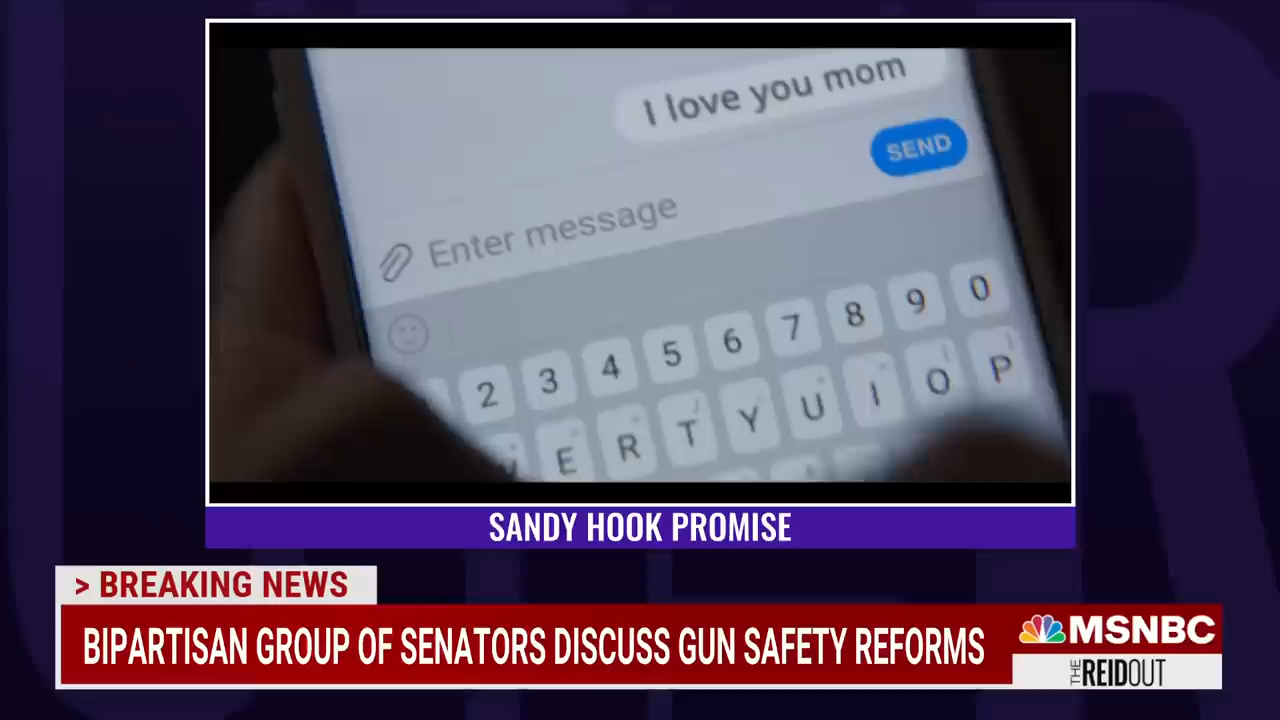 I love you mom
SEND
Enter message
2 3 4 5 6 7 8 9 0
E R T Y U I O P
SANDY HOOK PROMISE
> BREAKING NEWS
BIPARTISAN GROUP OF SENATORS DISCUSS GUN SAFETY REFORMS
MSNBC
THE REIDOUT